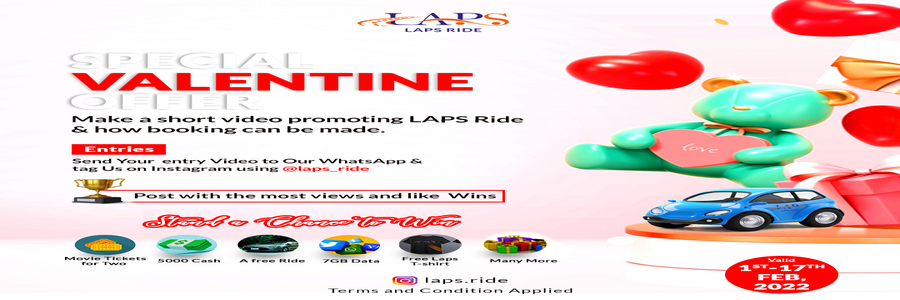 LAPS
LAPS RIDE
SPECIAL
VALENTINE
OFFER
Make a short video promoting LAPS Ride
& how booking can be made.
Entries
Send Your entry Video to Our WhatsApp &
tag Us on Instagram using @laps_ride
Post with the most views and like Wins
Stand a Chance to Win
Movie Tickets
for Two
5000 Cash
A free Ride
7GB Data
Free Laps
T-shirt
Many More
laps.ride
Terms and Condition Applied
love
Valid
1ST-17TH
FEB,
2022